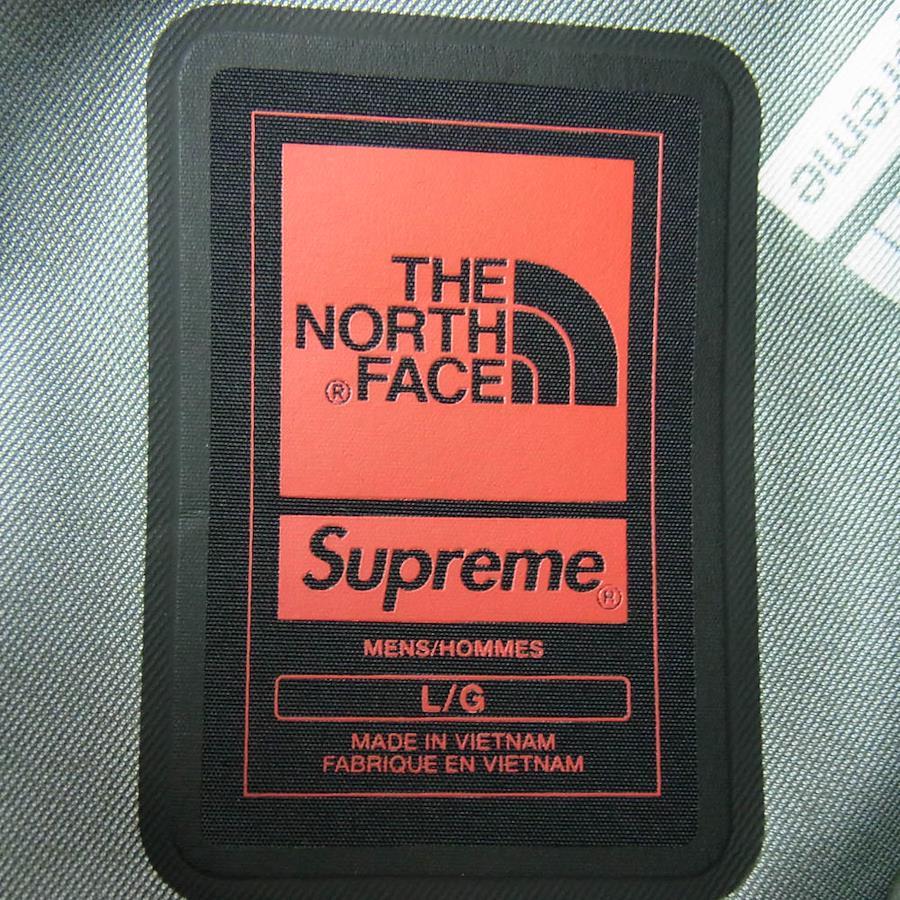 THE
NORTH
® FACE
Supreme®
MENS/HOMMES
L/G
MADE IN VIETNAM
FABRIQUE EN VIETNAM